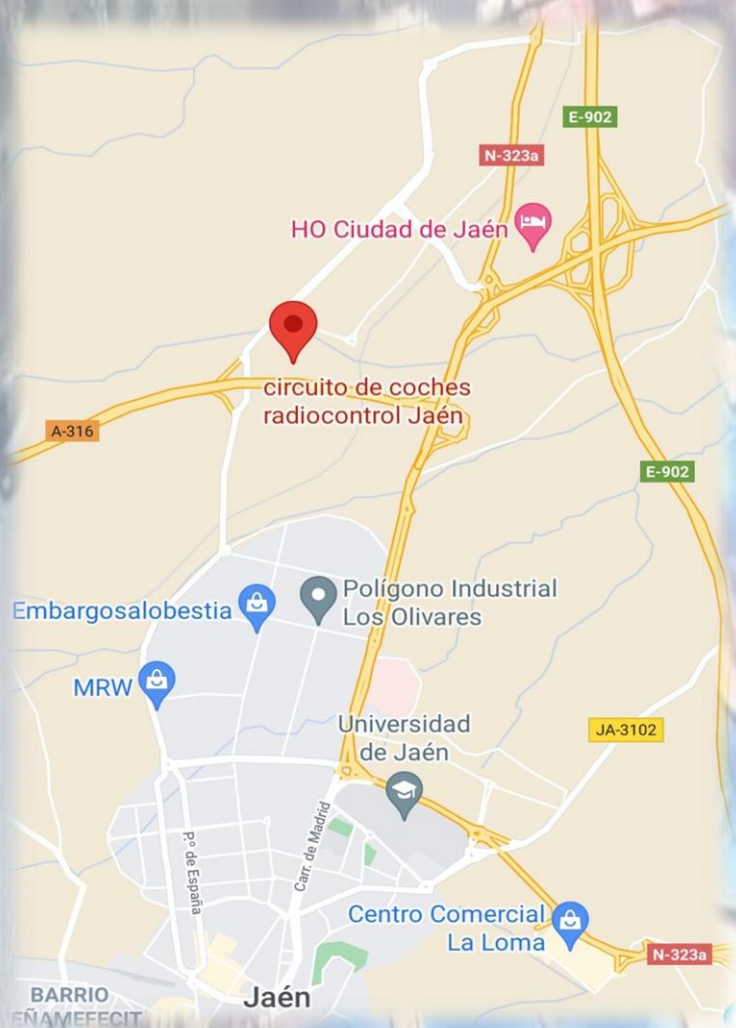 E-902
N-323a
HO Ciudad de Jaén
circuito de coches
radiocontrol Jaén
A-316
E-902
Polígono Industrial
Los Olivares
Embargosalobestia
MRW
Universidad
de Jaén
JA-3102
Carr. de Madrid
P.º de España
Centro Comercial
La Loma
N-323a
Jaén
BARRIO
EÑAMEFECIT